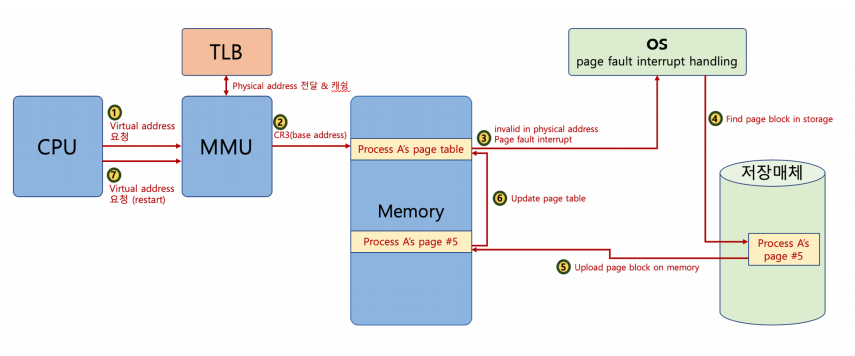 TLB
OS
page fault interrupt handling
Physical address 전달 & 캐슁
1
Virtual address
요청
CPU
7
Virtual address
요청 (restart)
MMU
2
CR3(base address)
Process A's page table
3
invalid in physical address
Page fault interrupt
4
Find page block in storage
저장매체
6
Update page table
Memory
Process A's page #5
5
Upload page block on memory
Process A's
page #5